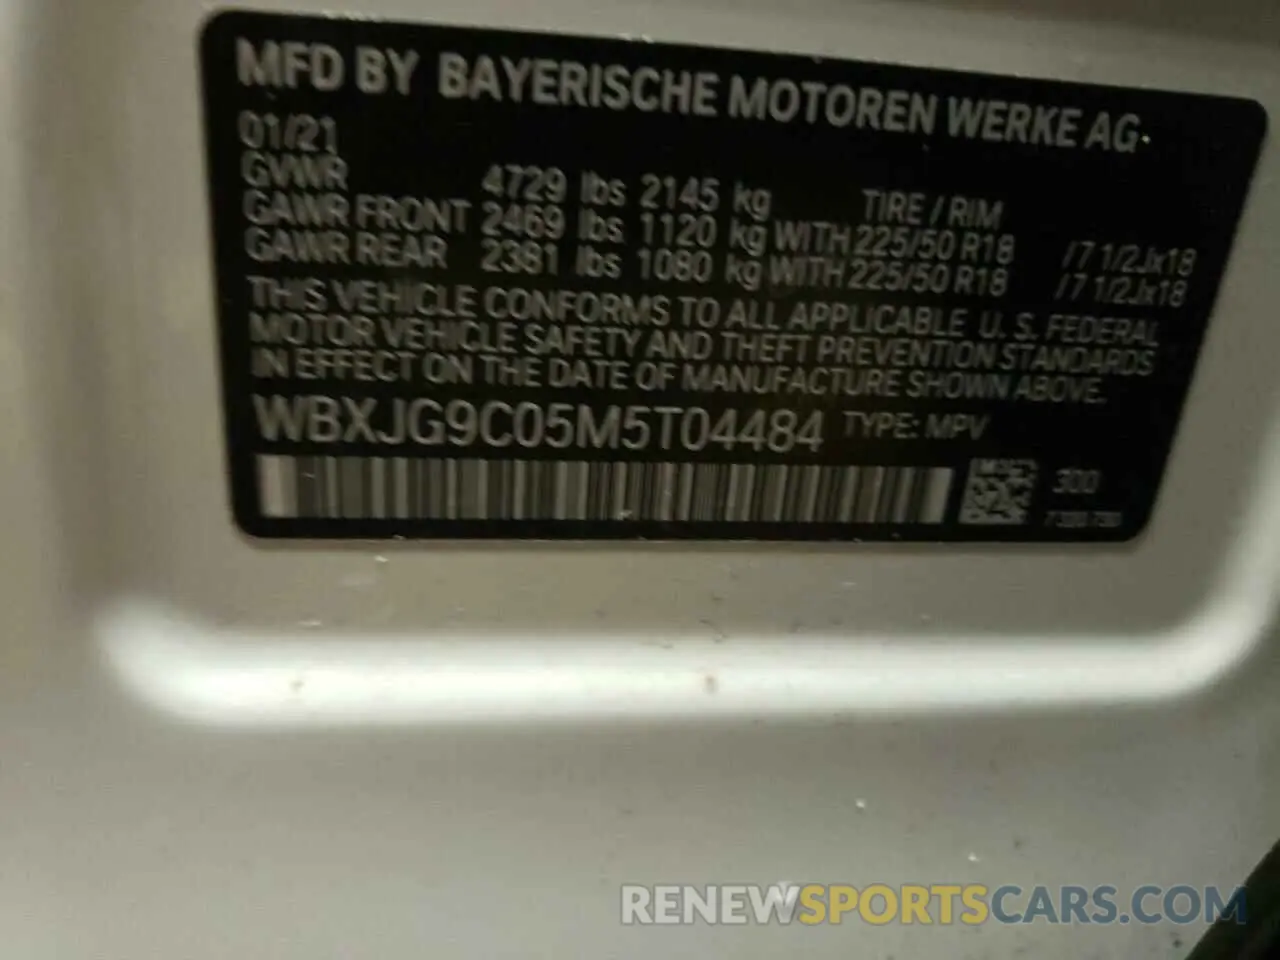 MFD BY BAYERISCHE MOTOREN WERKE AG
01/21
GVWR 4729 lbs 2145 kg TIRE / RIM
GAWR FRONT 2469 lbs 1120 kg WITH 225/50 R18 /7 1/2Jx18
GAWR REAR 2381 lbs 1080 kg WITH 225/50 R18 /7 1/2Jx18
THIS VEHICLE CONFORMS TO ALL APPLICABLE U. S. FEDERAL
MOTOR VEHICLE SAFETY AND THEFT PREVENTION STANDARDS
IN EFFECT ON THE DATE OF MANUFACTURE SHOWN ABOVE.
WBXJG9C05M5T04484 TYPE: MPV
300
RENEWSPORTSCARS.COM